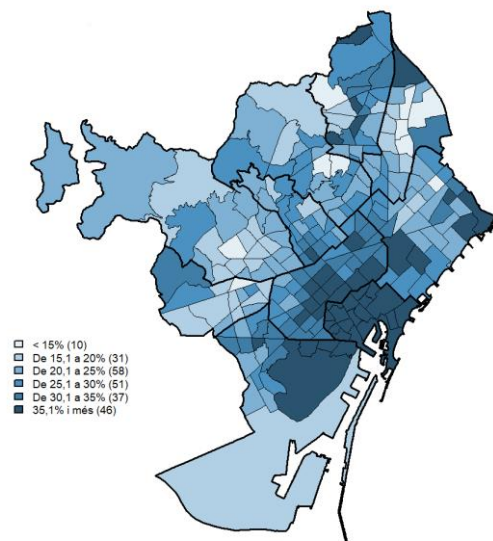 < 15% (10)
De 15,1 a 20% (31)
De 20,1 a 25% (58)
De 25,1 a 30% (51)
De 30,1 a 35% (37)
35,1% i més (46)